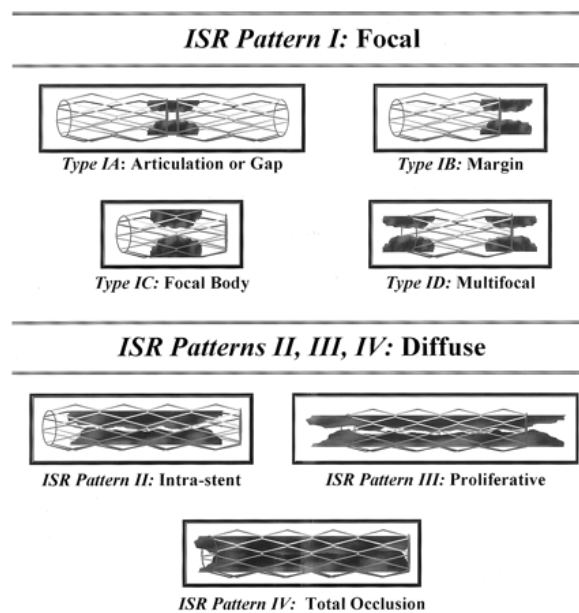 ISR Pattern I: Focal
Type IA: Articulation or Gap
Type IB: Margin
Type IC: Focal Body
Type ID: Multifocal
ISR Patterns II, III, IV: Diffuse
ISR Pattern II: Intra-stent
ISR Pattern III: Proliferative
ISR Pattern IV: Total Occlusion